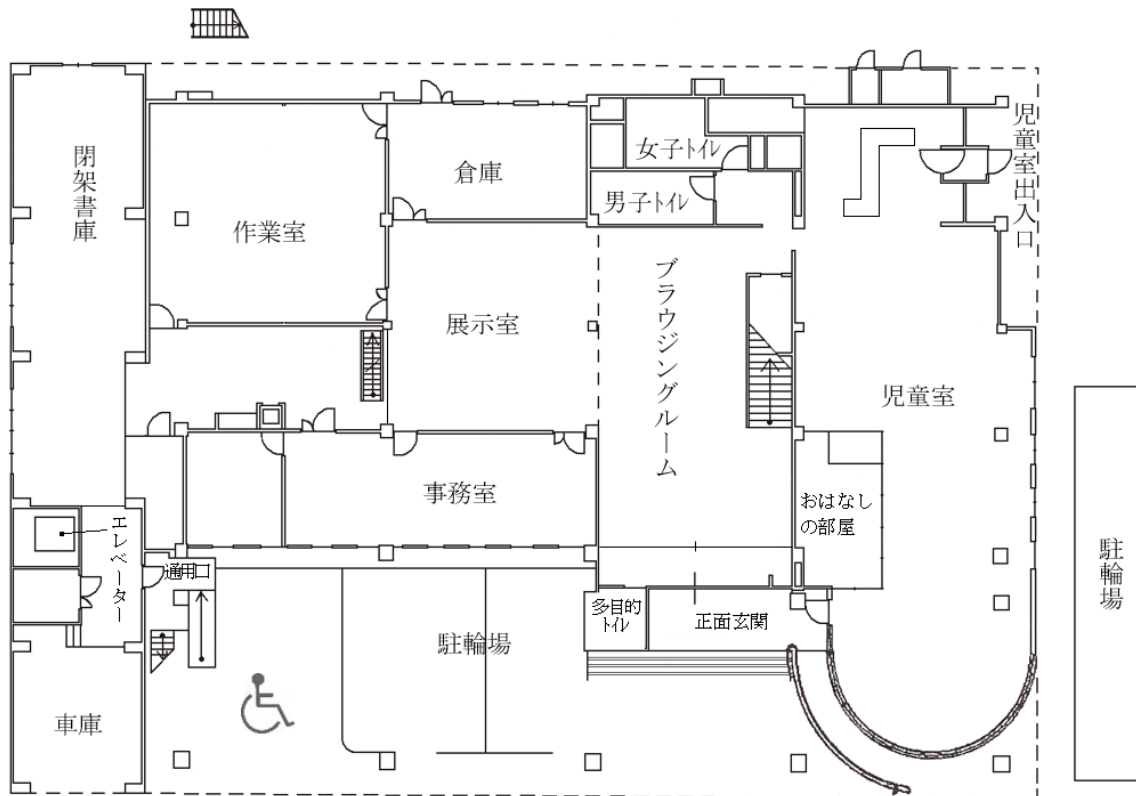 閉架書庫
作業室
倉庫
女子トイレ
男子トイレ
児童室出入口
展示室
ブラウジングルーム
児童室
事務室
おはなし
の部屋
エレベーター
通用口
多目的
トイレ
正面玄関
駐輪場
駐輪場
車庫